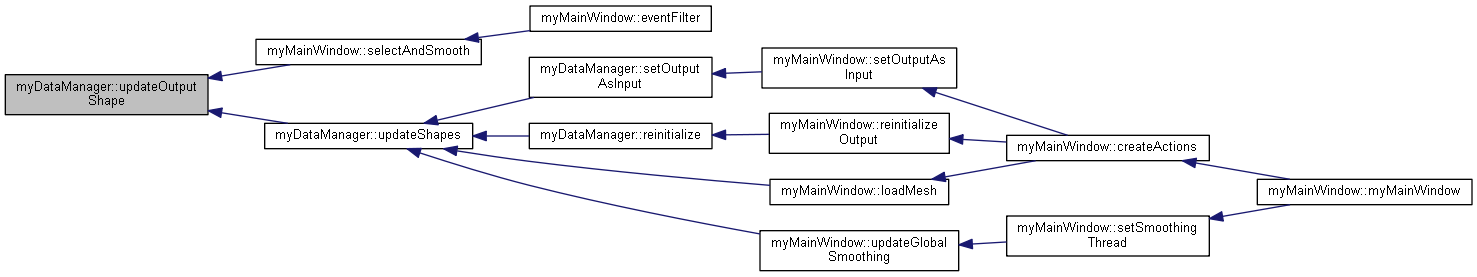 myMainWindow::eventFilter
myMainWindow::selectAndSmooth
myDataManager::updateOutput
Shape
myDataManager::setOutput
AsInput
myMainWindow::setOutputAs
Input
myDataManager::updateShapes
myDataManager::reinitialize
myMainWindow::reinitialize
Output
myMainWindow::createActions
myMainWindow::loadMesh
myMainWindow::myMainWindow
myMainWindow::setSmoothing
Thread
myMainWindow::updateGlobal
Smoothing